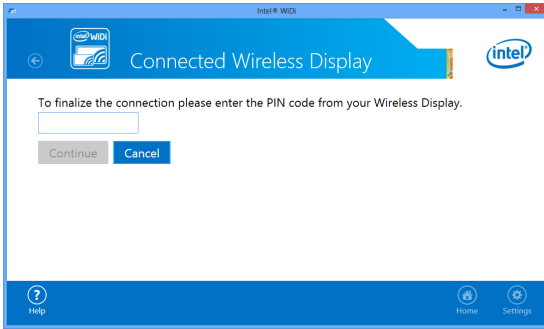 Intel® WiDi
intel WiDi
Connected Wireless Display
intel
To finalize the connection please enter the PIN code from your Wireless Display.
Continue
Cancel
?
Help
Home
Settings